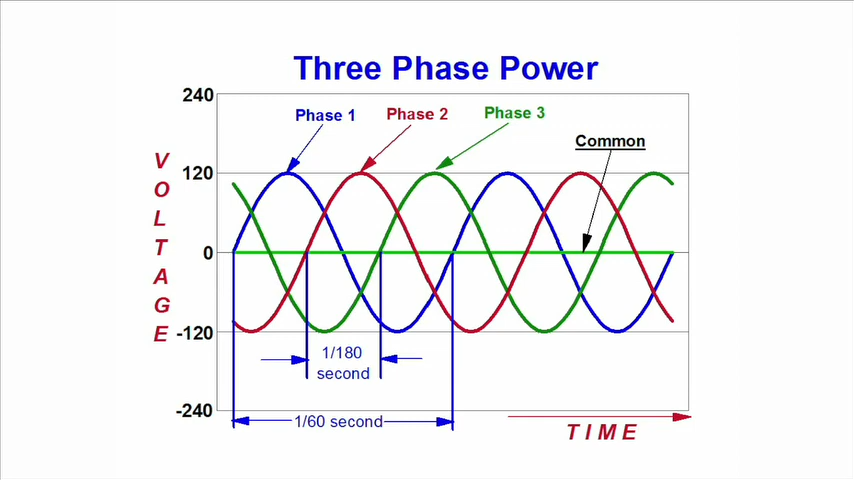 Three Phase Power
240
Phase 1
Phase 2
Phase 3
Common
VOLTAGE
120
0
-120
1/180
second
-240
1/60 second
TIME